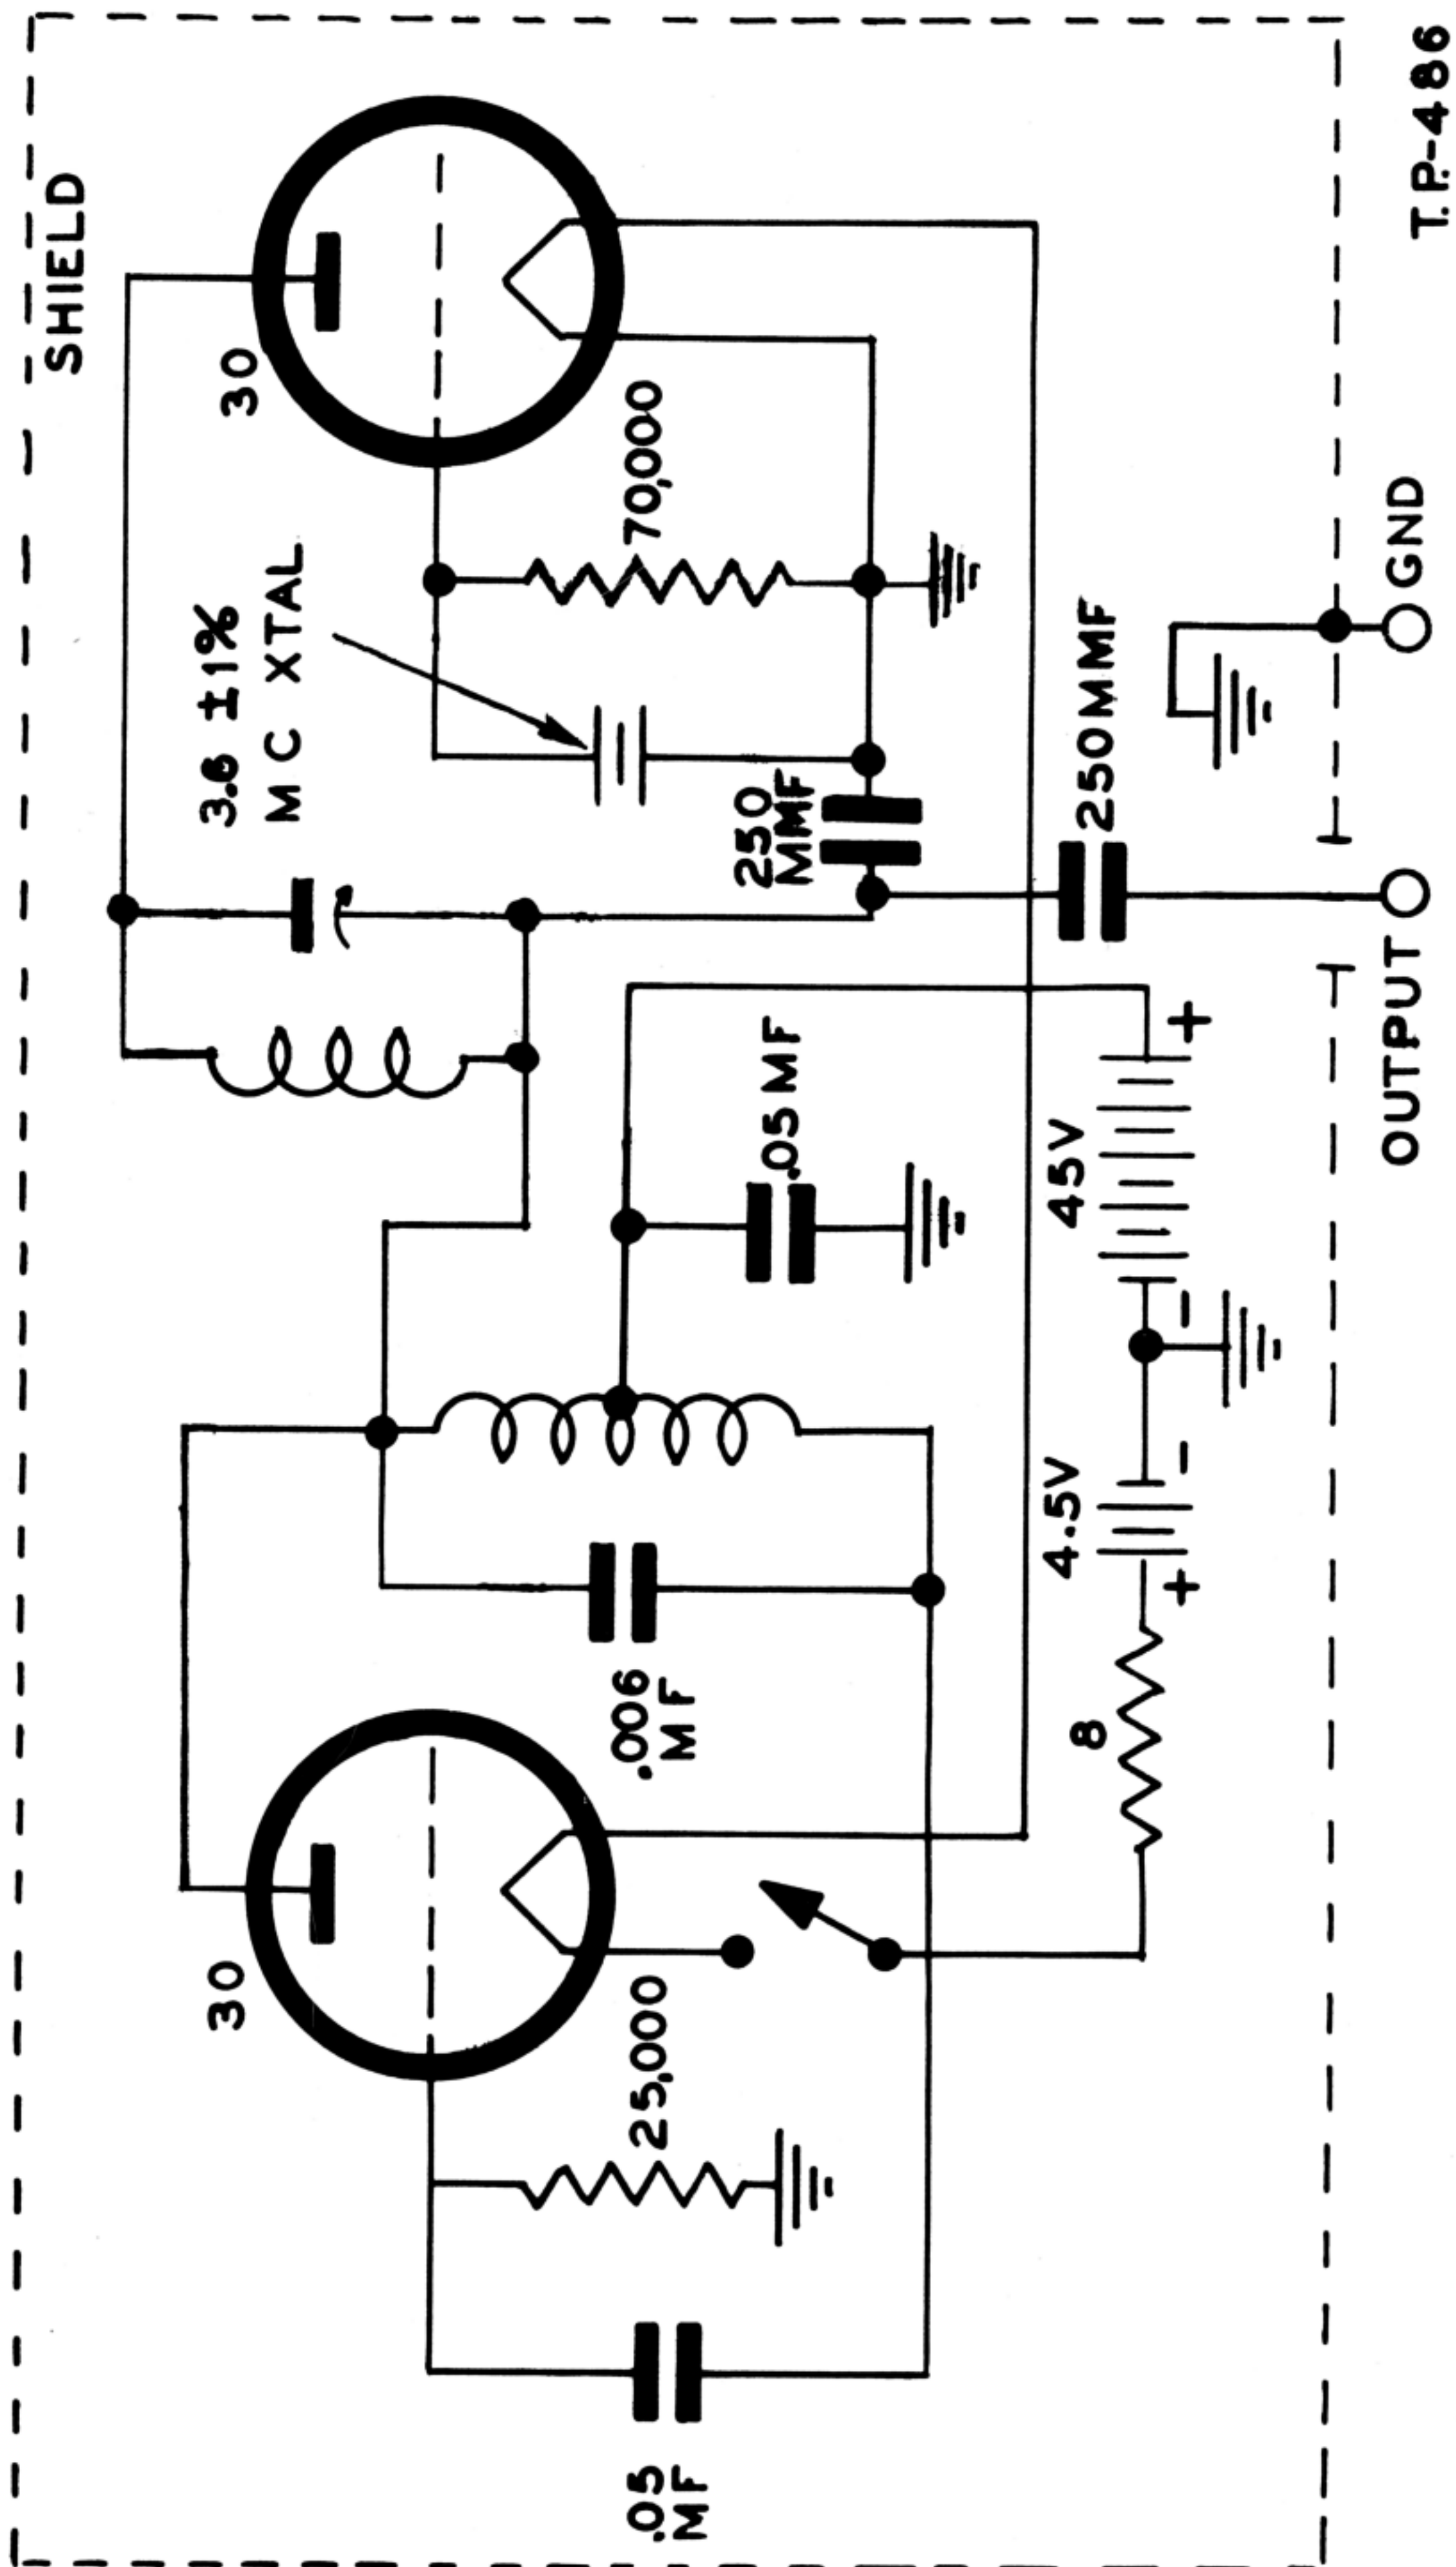 SHIELD
30
30
3.6 ±1%
M C XTAL
70,000
250
MMF
250MMF
.05 MF
.006
MF
25,000
.05
MF
45V
+
-
4.5V
-
+
8
OUTPUT
GND
T.P.-486